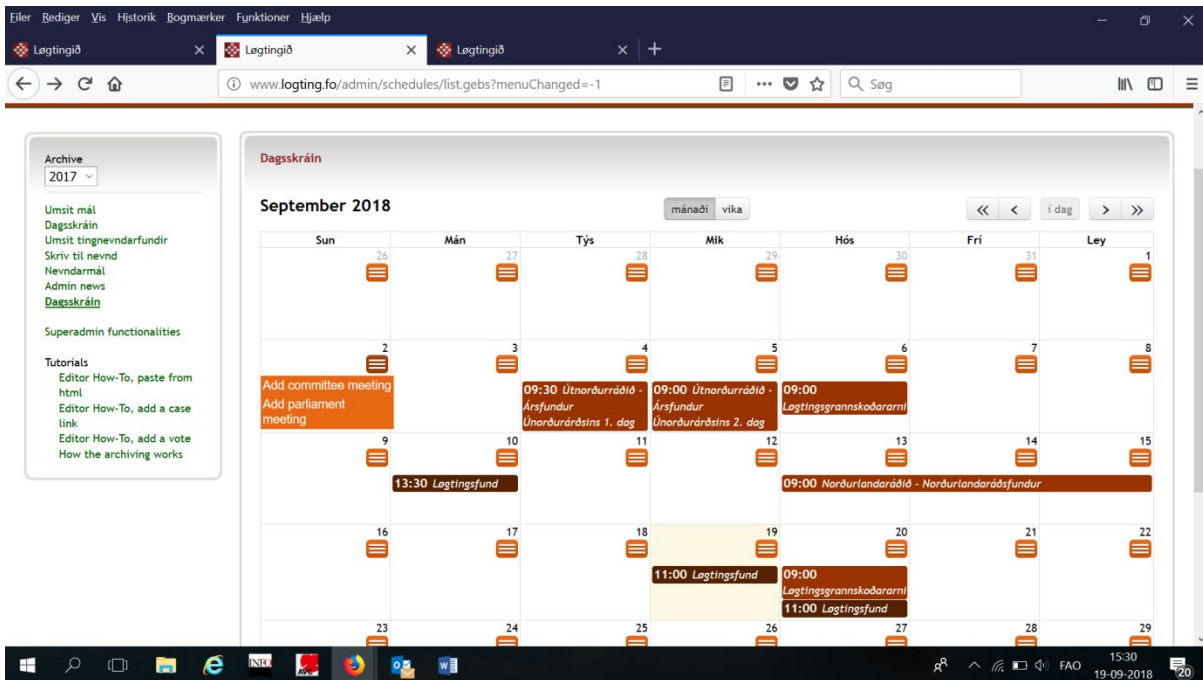 Filer Rediger Vis Historik Bogmærker Funktioner Hjælp
Løgtingið
Løgtingið
Løgtingið
www.logting.fo/admin/schedules/list.gebs?menuChanged=-1
Søg
Archive
2017
Umsit mál
Dagsskráin
Umsit tingnevndarfundir
Skriv til nevnd
Nevndarmál
Admin news
Dagsskráin
Superadmin functionalities
Tutorials
Editor How-To, paste from
html
Editor How-To, add a case
link
Editor How-To, add a vote
How the archiving works
Dagsskráin
September 2018
mánaði vika
í dag
Sun Mán Týs Mik Hós Frí Ley
26 27 28 29 30 31 1
2 3 4 5 6 7 8
Add committee meeting
Add parliament
meeting
09:30 Útnorðurráðið -
Ársfundur
Únorðurárðsins 1. dag
09:00 Útnorðurráðið -
Ársfundur
Únorðurárðsins 2. dag
09:00
Løgtingsgrannskoðararni
9 10 11 12 13 14 15
13:30 Løgtingsfund
09:00 Norðurlandaráðið - Norðurlandaráðsfundur
16 17 18 19 20 21 22
11:00 Løgtingsfund
09:00
Løgtingsgrannskoðararni
11:00 Løgtingsfund
23 24 25 26 27 28 29
INFO
FAO
15:30
19-09-2018
20